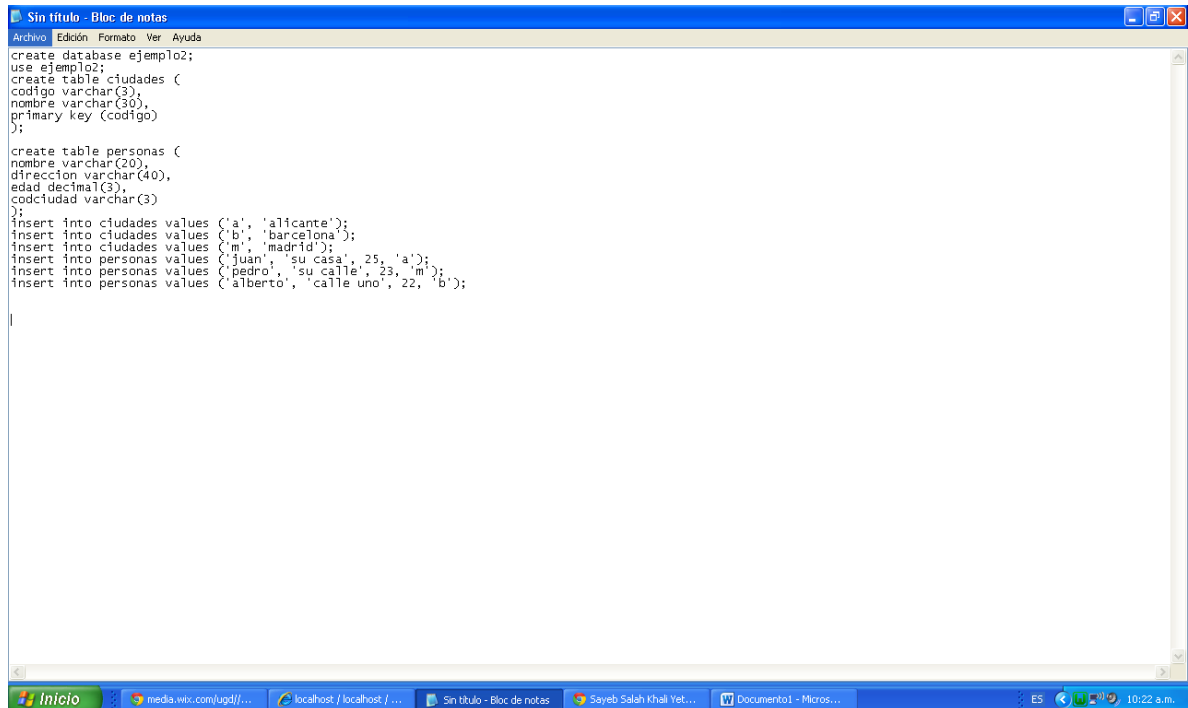 Sin título - Bloc de notas
Archivo Edición Formato Ver Ayuda
create database ejemplo2;
use ejemplo2;
create table ciudades (
codigo varchar(3),
nombre varchar(30),
primary key (codigo)
);
create table personas (
nombre varchar(20),
direccion varchar(40),
edad decimal(3),
codciudad varchar(3)
);
insert into ciudades values ('a', 'alicante');
insert into ciudades values ('b', 'barcelona');
insert into ciudades values ('m', 'madrid');
insert into personas values ('juan', 'su casa', 25, 'a');
insert into personas values ('pedro', 'su calle', 23, 'm');
insert into personas values ('alberto', 'calle uno', 22, 'b');
Inicio media.wix.com/ugd//... localhost / localhost / ... Sin título - Bloc de notas Sayeb Salah Khali Yet... Documento1 - Micros... ES 10:22 a.m.